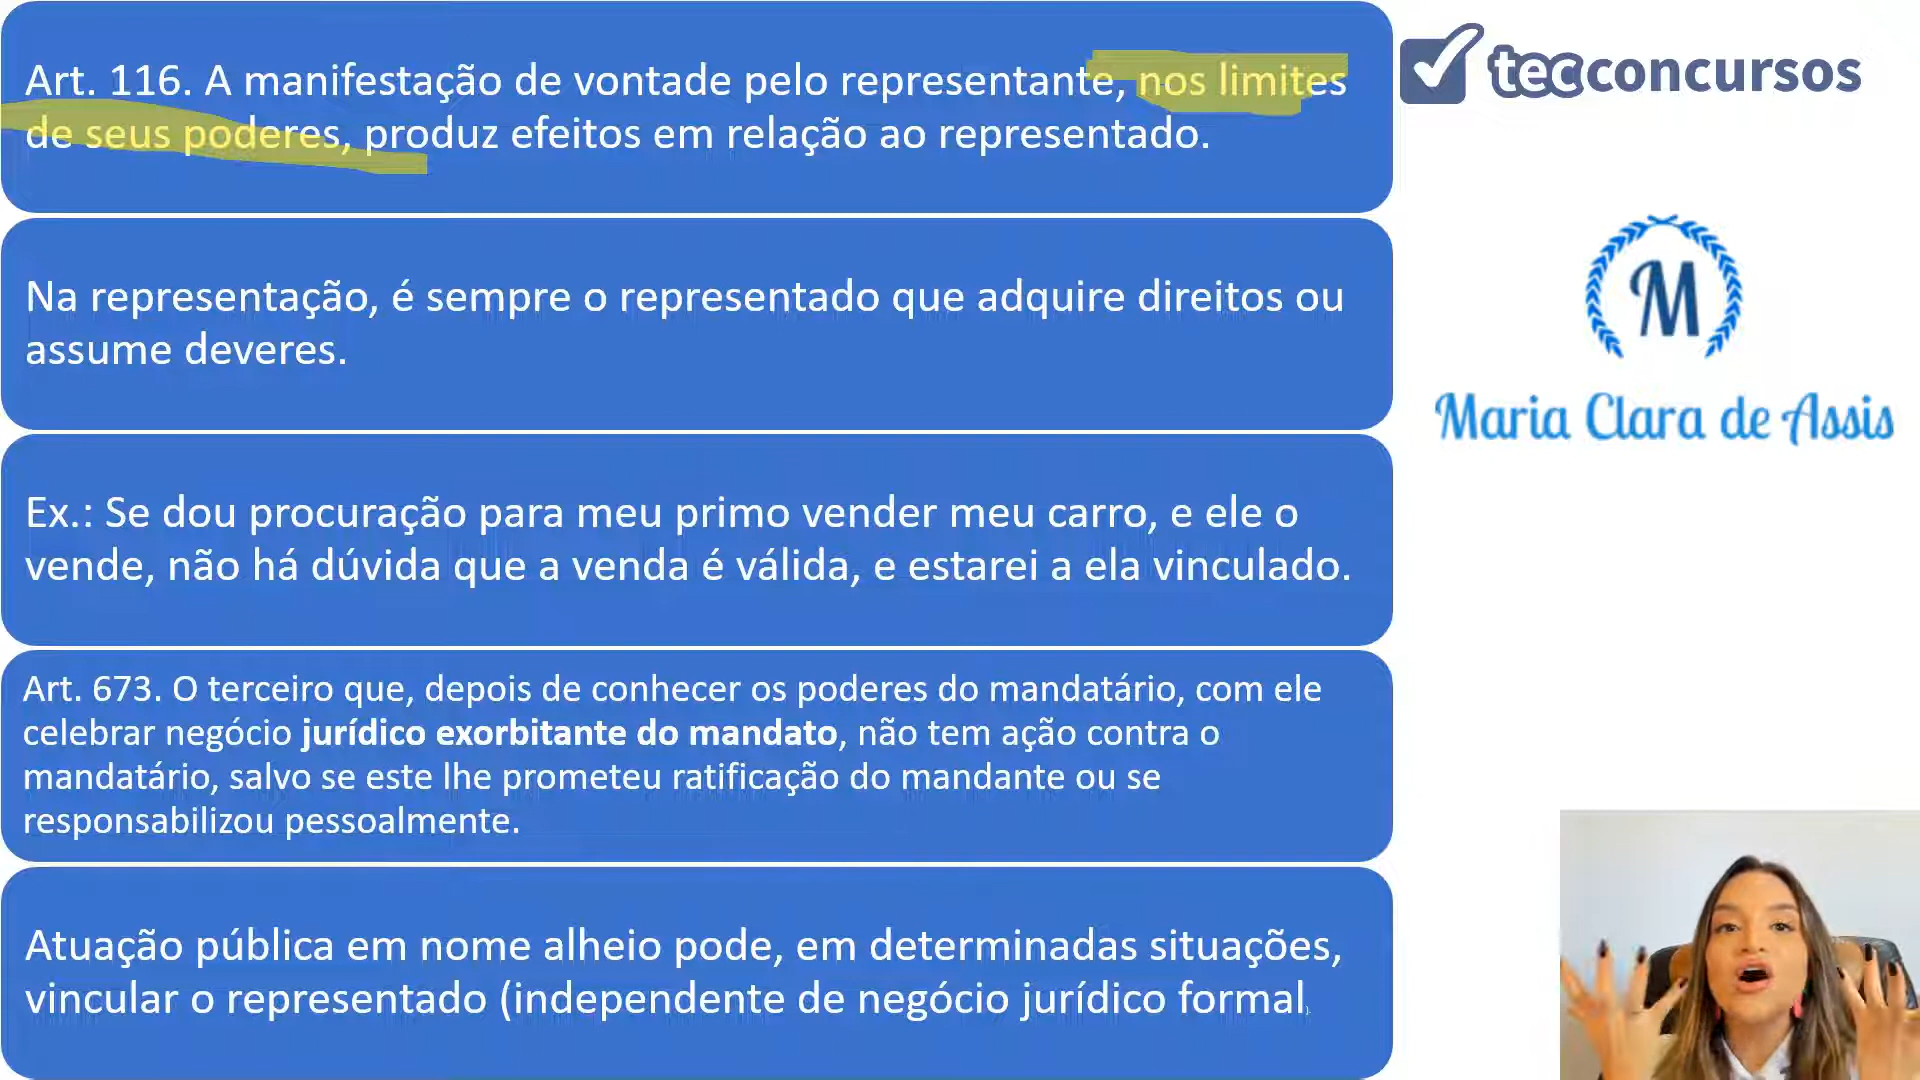 Art. 116. A manifestação de vontade pelo representante, nos limites
de seus poderes, produz efeitos em relação ao representado.
Na representação, é sempre o representado que adquire direitos ou
assume deveres.
Ex.: Se dou procuração para meu primo vender meu carro, e ele o
vende, não há dúvida que a venda é válida, e estarei a ela vinculado.
Art. 673. O terceiro que, depois de conhecer os poderes do mandatário, com ele
celebrar negócio jurídico exorbitante do mandato, não tem ação contra o
mandatário, salvo se este lhe prometeu ratificação do mandante ou se
responsabilizou pessoalmente.
Atuação pública em nome alheio pode, em determinadas situações,
vincular o representado (independente de negócio jurídico formal)
tecconcursos
M
Maria Clara de Assis